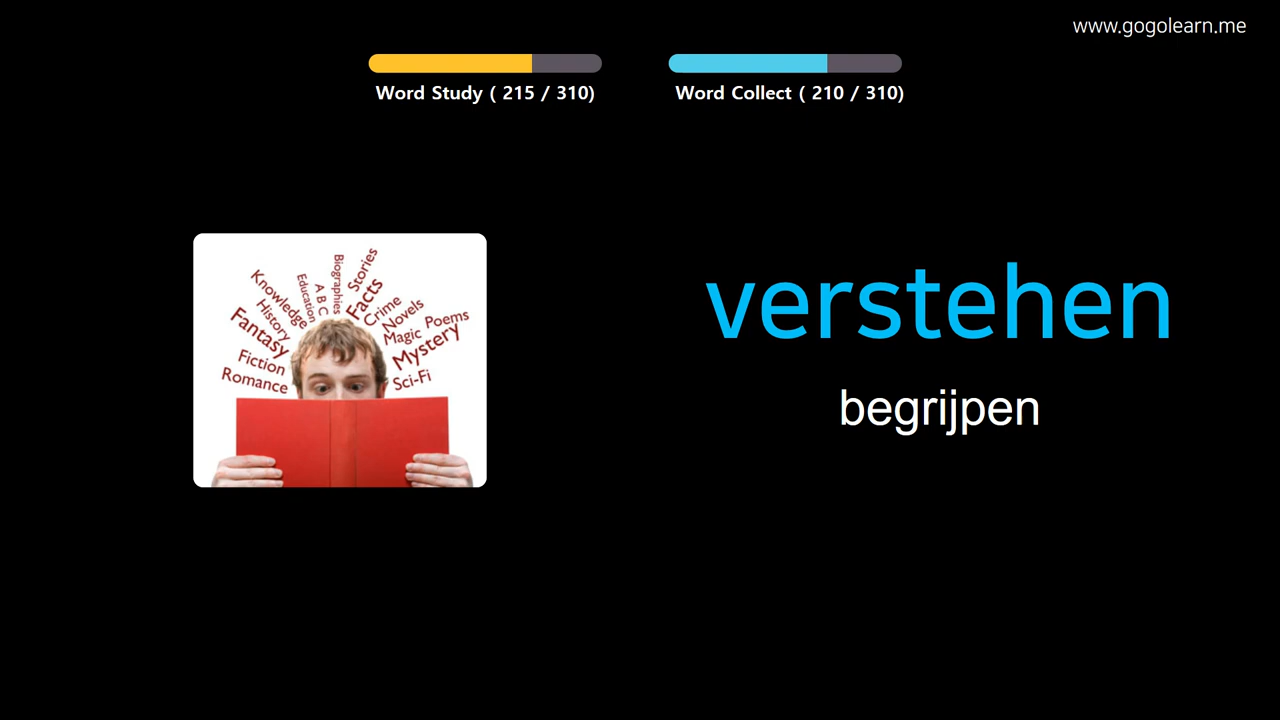 www.gogolearn.me
Word Study ( 215 / 310)
Word Collect ( 210 / 310)
verstehen
begrijpen
Knowledge
History
Fantasy
Fiction
Romance
Education
A B C
Biographies
Stories
Facts
Crime
Novels
Magic
Poems
Mystery
Sci-Fi